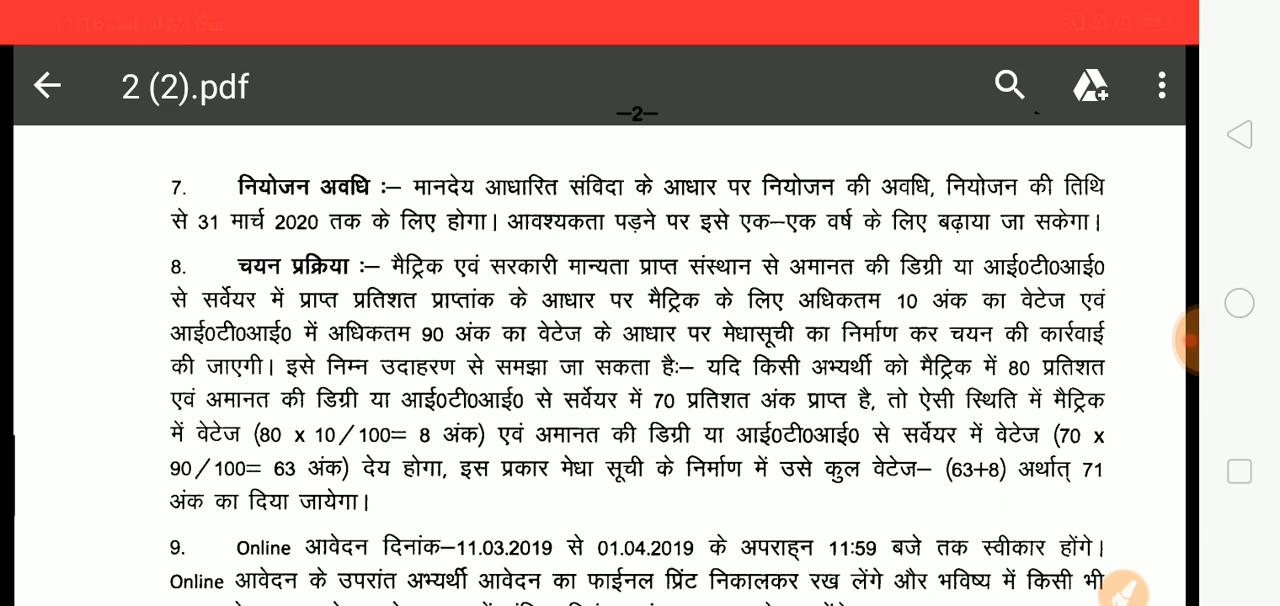 2 (2).pdf
—2—
7. नियोजन अवधि :— मानदेय आधारित संविदा के आधार पर नियोजन की अवधि, नियोजन की तिथि
से 31 मार्च 2020 तक के लिए होगा। आवश्यकता पड़ने पर इसे एक—एक वर्ष के लिए बढ़ाया जा सकेगा।
8. चयन प्रक्रिया :— मैट्रिक एवं सरकारी मान्यता प्राप्त संस्थान से अमानत की डिग्री या आई0टी0आई0
से सर्वेयर में प्राप्त प्रतिशत प्राप्तांक के आधार पर मैट्रिक के लिए अधिकतम 10 अंक का वेटेज एवं
आई0टी0आई0 में अधिकतम 90 अंक का वेटेज के आधार पर मेधासूची का निर्माण कर चयन की कार्रवाई
की जाएगी। इसे निम्न उदाहरण से समझा जा सकता है:— यदि किसी अभ्यर्थी को मैट्रिक में 80 प्रतिशत
एवं अमानत की डिग्री या आई0टी0आई0 से सर्वेयर में 70 प्रतिशत अंक प्राप्त है, तो ऐसी स्थिति में मैट्रिक
में वेटेज (80 x 10/100= 8 अंक) एवं अमानत की डिग्री या आई0टी0आई0 से सर्वेयर में वेटेज (70 x
90/100= 63 अंक) देय होगा, इस प्रकार मेधा सूची के निर्माण में उसे कुल वेटेज— (63+8) अर्थात् 71
अंक का दिया जायेगा।
9. Online आवेदन दिनांक—11.03.2019 से 01.04.2019 के अपराह्न 11:59 बजे तक स्वीकार होंगे।
Online आवेदन के उपरांत अभ्यर्थी आवेदन का फाईनल प्रिंट निकालकर रख लेंगे और भविष्य में किसी भी